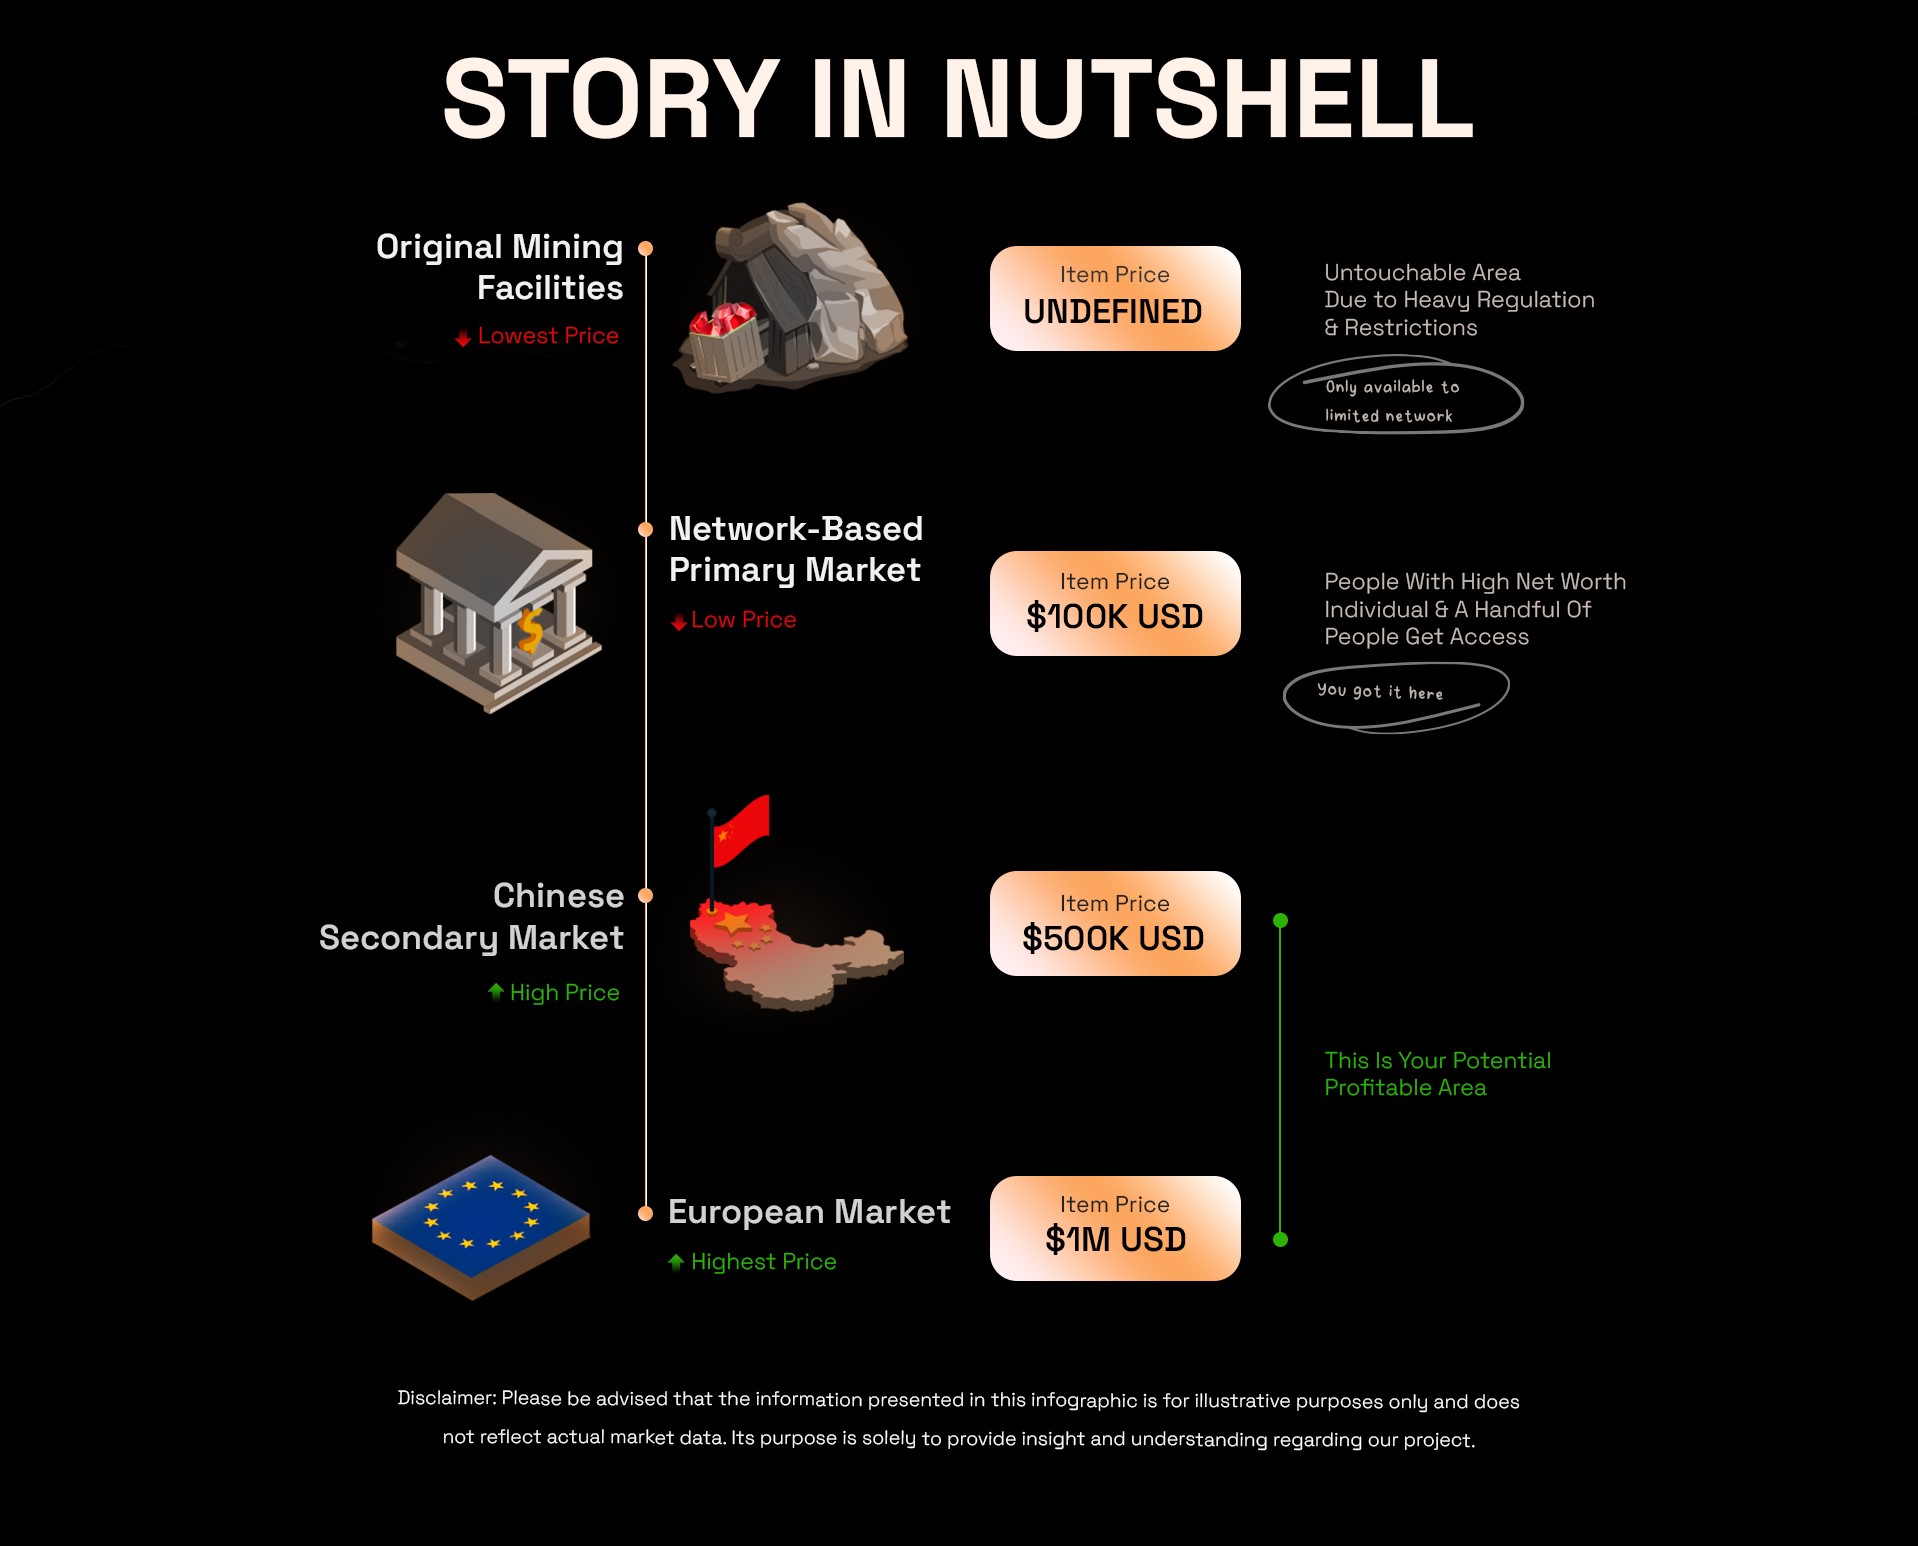 STORY IN NUTSHELL
Original Mining
Facilities
Lowest Price
Item Price
UNDEFINED
Untouchable Area
Due to Heavy Regulation
& Restrictions
Only available to
limited network
Network-Based
Primary Market
Low Price
Item Price
$100K USD
People With High Net Worth
Individual & A Handful Of
People Get Access
You got it here
Chinese
Secondary Market
High Price
Item Price
$500K USD
This Is Your Potential
Profitable Area
European Market
Highest Price
Item Price
$1M USD
Disclaimer: Please be advised that the information presented in this infographic is for illustrative purposes only and does
not reflect actual market data. Its purpose is solely to provide insight and understanding regarding our project.